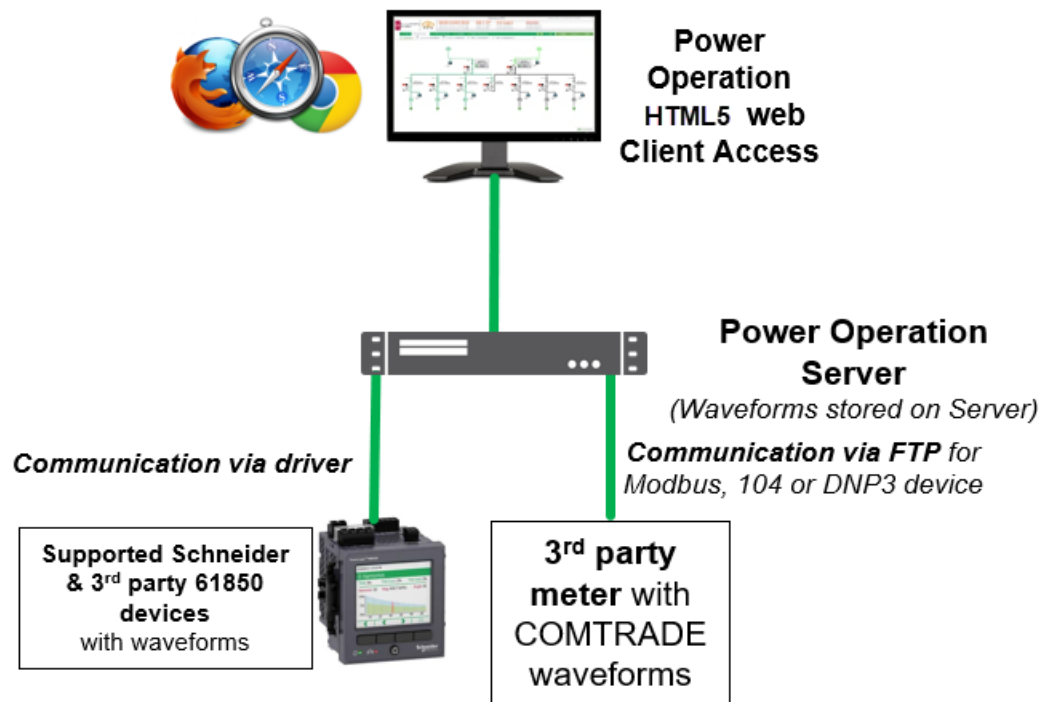 Power
Operation
HTML5 web
Client Access
Power Operation
Server
(Waveforms stored on Server)
Communication via driver
Communication via FTP for
Modbus, 104 or DNP3 device
Supported Schneider
& 3rd party 61850
devices
with waveforms
3rd party
meter with
COMTRADE
waveforms